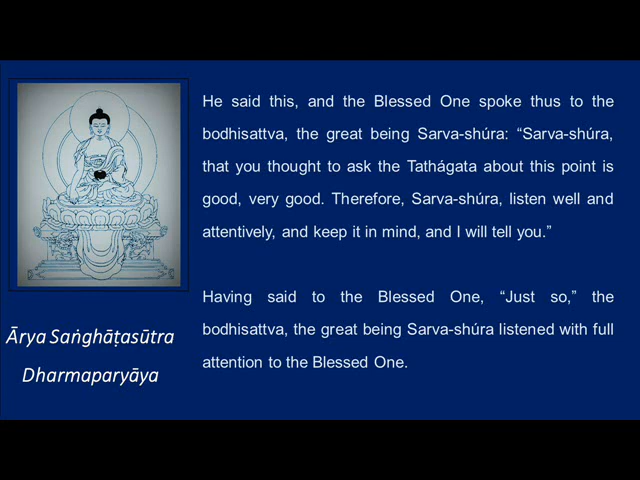 He said this, and the Blessed One spoke thus to the
bodhisattva, the great being Sarva-shúra: “Sarva-shúra,
that you thought to ask the Tathágata about this point is
good, very good. Therefore, Sarva-shúra, listen well and
attentively, and keep it in mind, and I will tell you.”
Having said to the Blessed One, “Just so,” the
bodhisattva, the great being Sarva-shúra listened with full
attention to the Blessed One.
Ārya Saṅghāṭasūtra
Dharmaparyāya